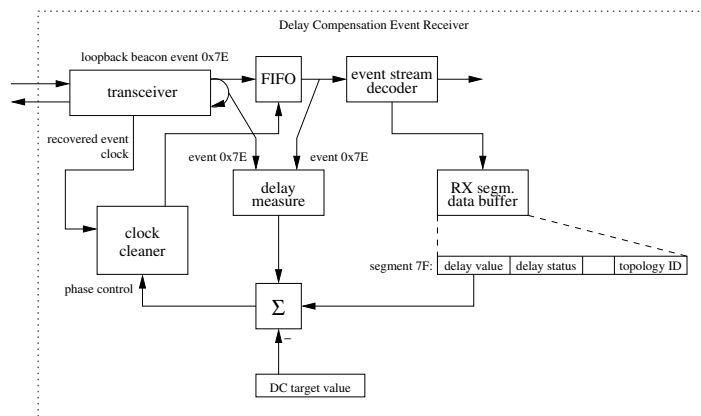 Delay Compensation Event Receiver
loopback beacon event 0x7E
transceiver
FIFO
event stream
decoder
recovered event
clock
event 0x7E
event 0x7E
delay
measure
RX segm.
data buffer
clock
cleaner
segment 7F:
delay value
delay status
topology ID
phase control
Σ
−
DC target value